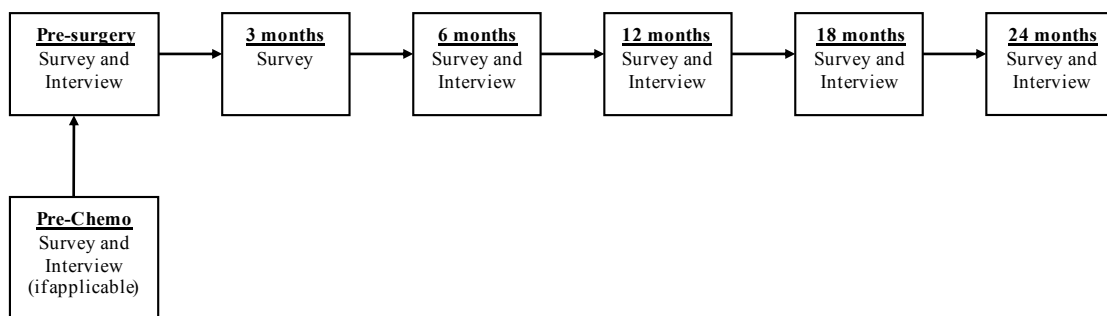 Pre-surgery
Survey and
Interview
3 months
Survey
6 months
Survey and
Interview
12 months
Survey and
Interview
18 months
Survey and
Interview
24 months
Survey and
Interview
Pre-Chemo
Survey and
Interview
(ifapplicable)